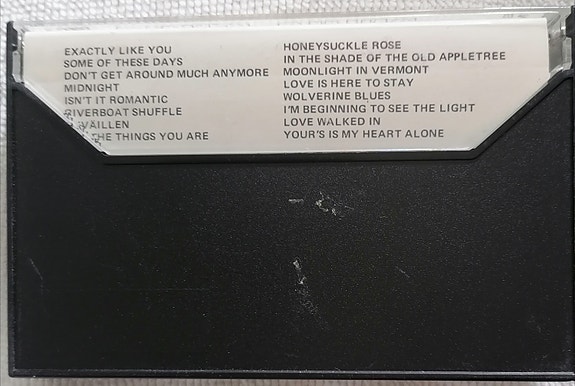 EXACTLY LIKE YOU
SOME OF THESE DAYS
DON'T GET AROUND MUCH ANYMORE
MIDNIGHT
ISN'T IT ROMANTIC
RIVERBOAT SHUFFLE
THE THINGS YOU ARE
HONEYSUCKLE ROSE
IN THE SHADE OF THE OLD APPLETREE
MOONLIGHT IN VERMONT
LOVE IS HERE TO STAY
WOLVERINE BLUES
I'M BEGINNING TO SEE THE LIGHT
LOVE WALKED IN
YOUR'S IS MY HEART ALONE